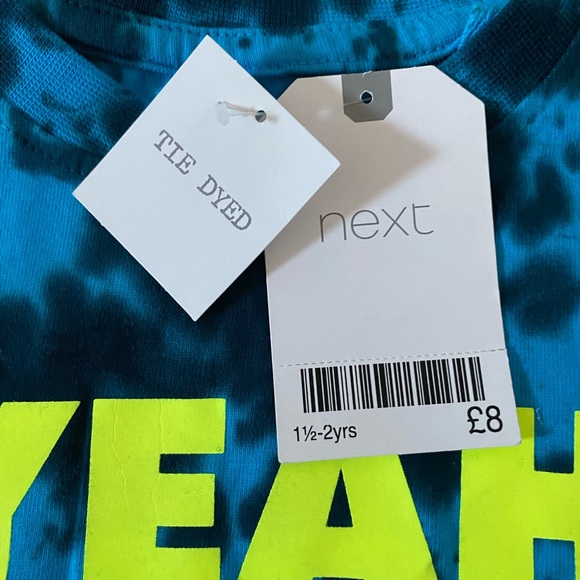 TIE DYED
next
1½-2yrs
£8
YEAH